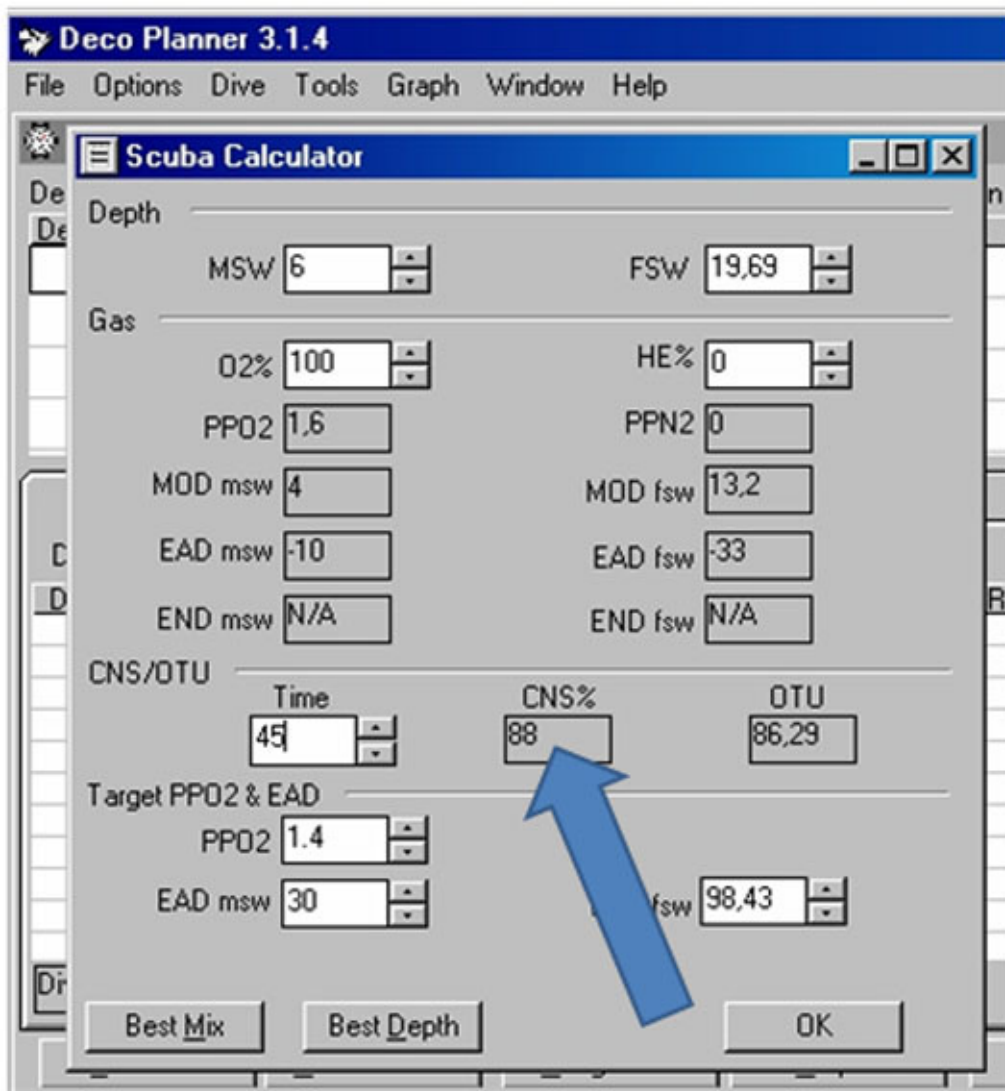 Deco Planner 3.1.4
File Options Dive Tools Graph Window Help
Scuba Calculator
De
De
Depth
MSW 6 FSW 19,69
Gas
O2% 100 HE% 0
PPO2 1,6 PPN2 0
MOD msw 4 MOD fsw 13,2
EAD msw -10 EAD fsw -33
END msw N/A END fsw N/A
CNS/OTU
Time CNS% OTU
45 88 86,29
Target PPO2 & EAD
PPO2 1.4
EAD msw 30 fsw 98,43
Dir
Best Mix Best Depth OK